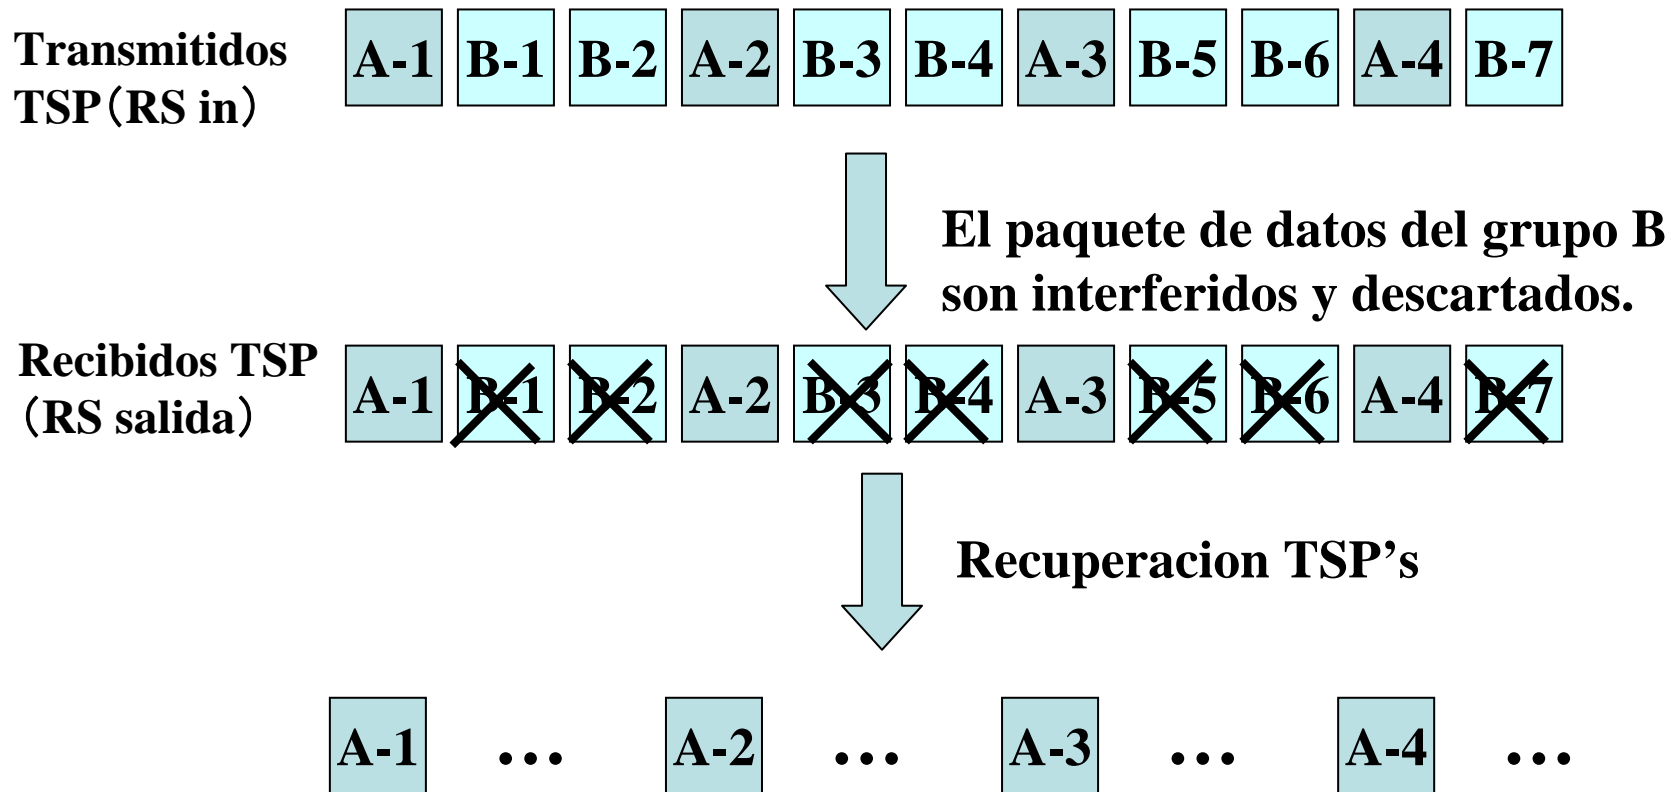 Transmitidos
TSP（RS in）
A-1 B-1 B-2 A-2 B-3 B-4 A-3 B-5 B-6 A-4 B-7
El paquete de datos del grupo B
son interferidos y descartados.
Recibidos TSP
（RS salida）
A-1 B-1 B-2 A-2 B-3 B-4 A-3 B-5 B-6 A-4 B-7
Recuperacion TSP’s
A-1 … A-2 … A-3 … A-4 …